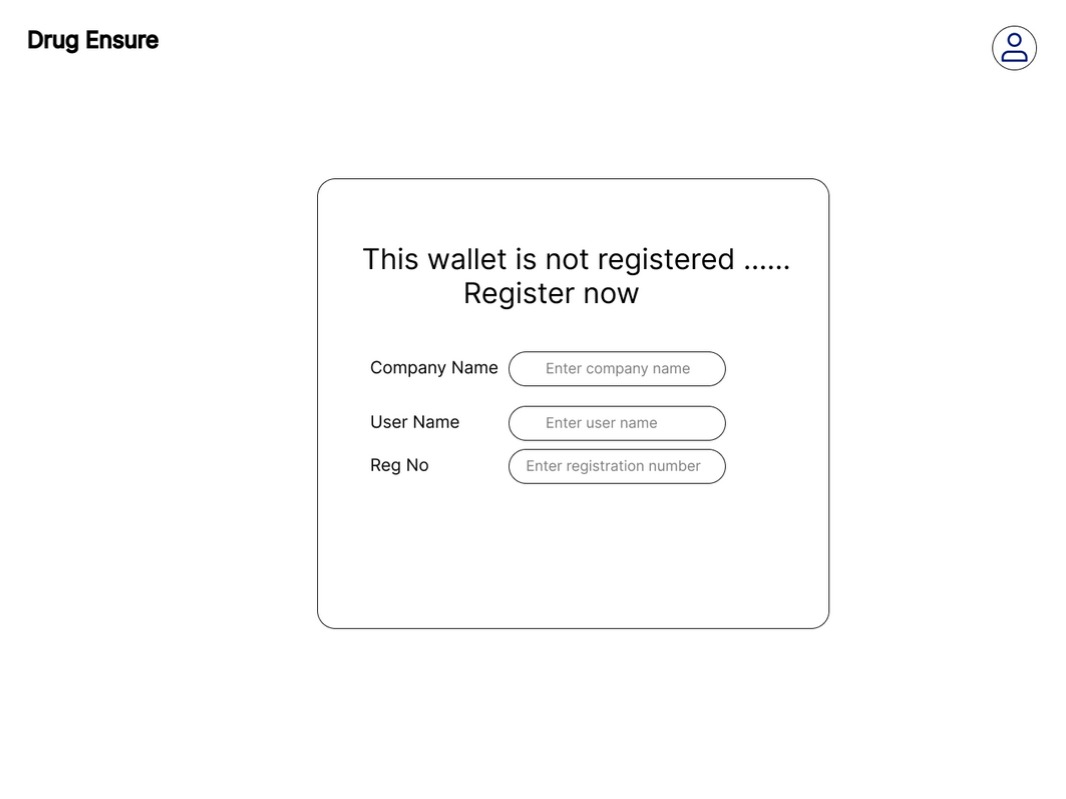 Drug Ensure
This wallet is not registered ......
Register now
Company Name Enter company name
User Name Enter user name
Reg No Enter registration number